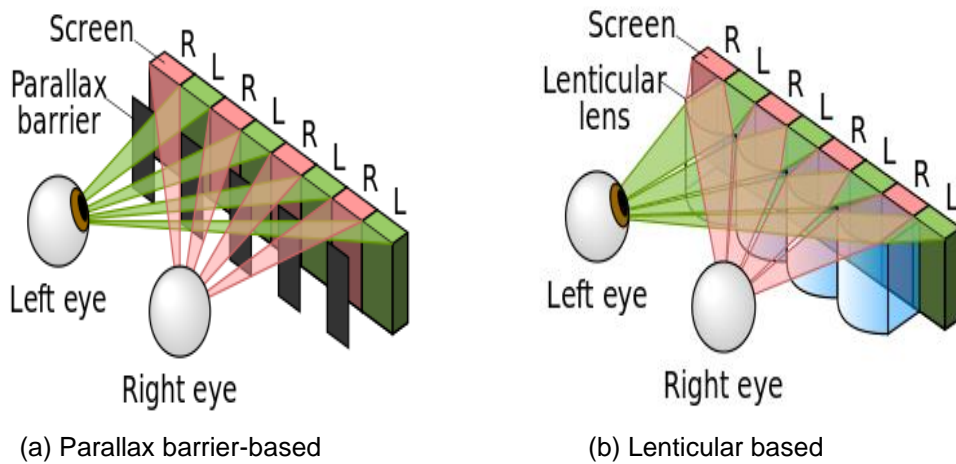 Screen
R
L
Parallax
barrier
R
L
R
L
R
L
Left eye
Right eye
(a) Parallax barrier-based
Screen
R
L
Lenticular
lens
R
L
R
L
R
L
Left eye
Right eye
(b) Lenticular based